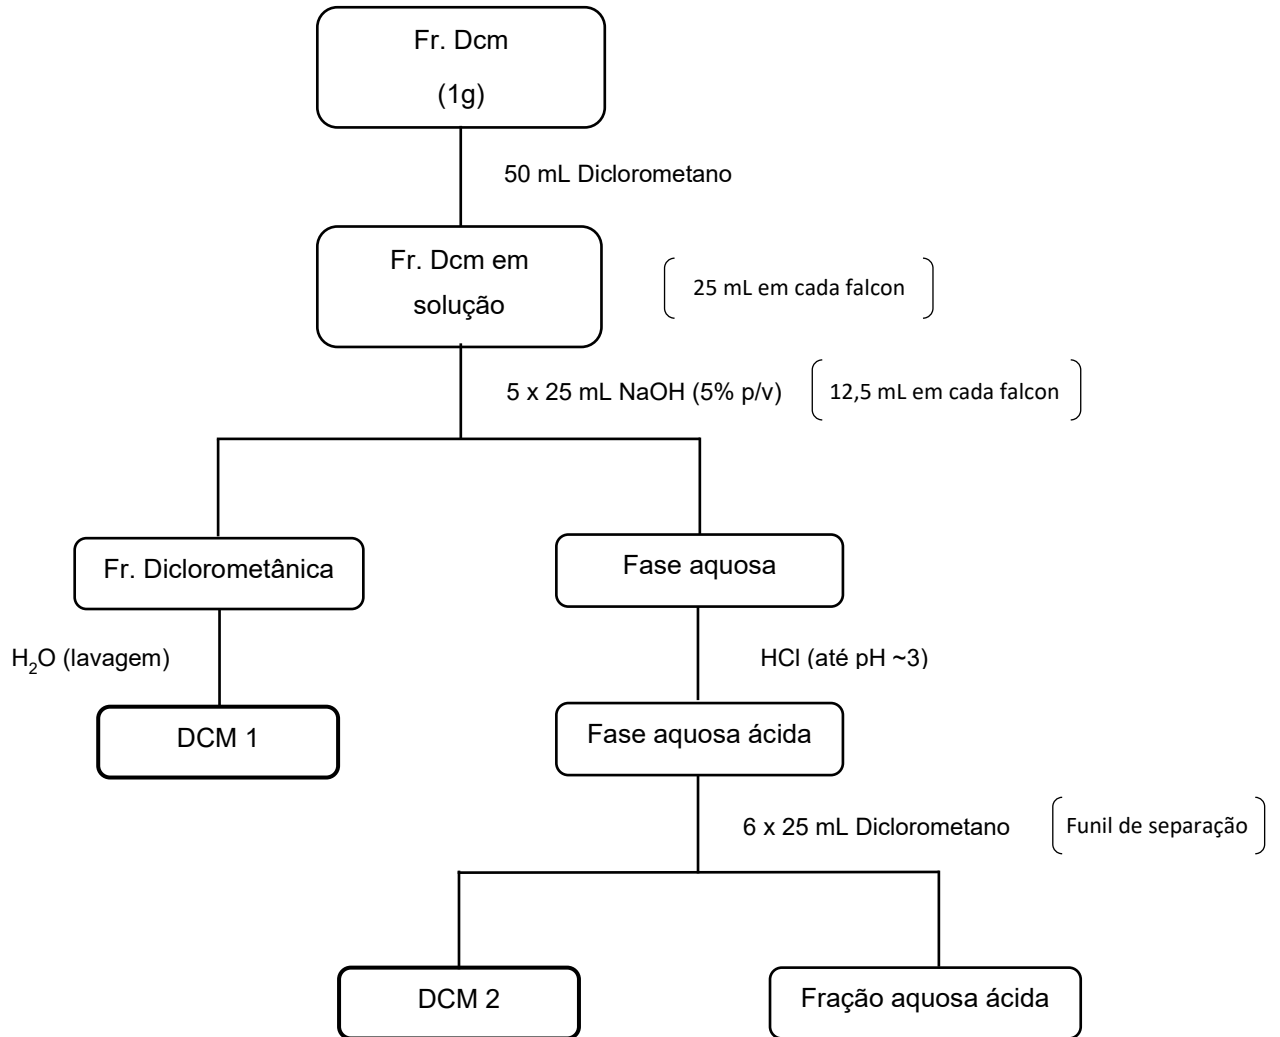 Fr. Dcm
(1g)
50 mL Diclorometano
Fr. Dcm em
solução
25 mL em cada falcon
5 x 25 mL NaOH (5% p/v)
12,5 mL em cada falcon
Fr. Diclorometânica
Fase aquosa
H₂O (lavagem)
HCl (até pH ~3)
DCM 1
Fase aquosa ácida
6 x 25 mL Diclorometano
Funil de separação
DCM 2
Fração aquosa ácida